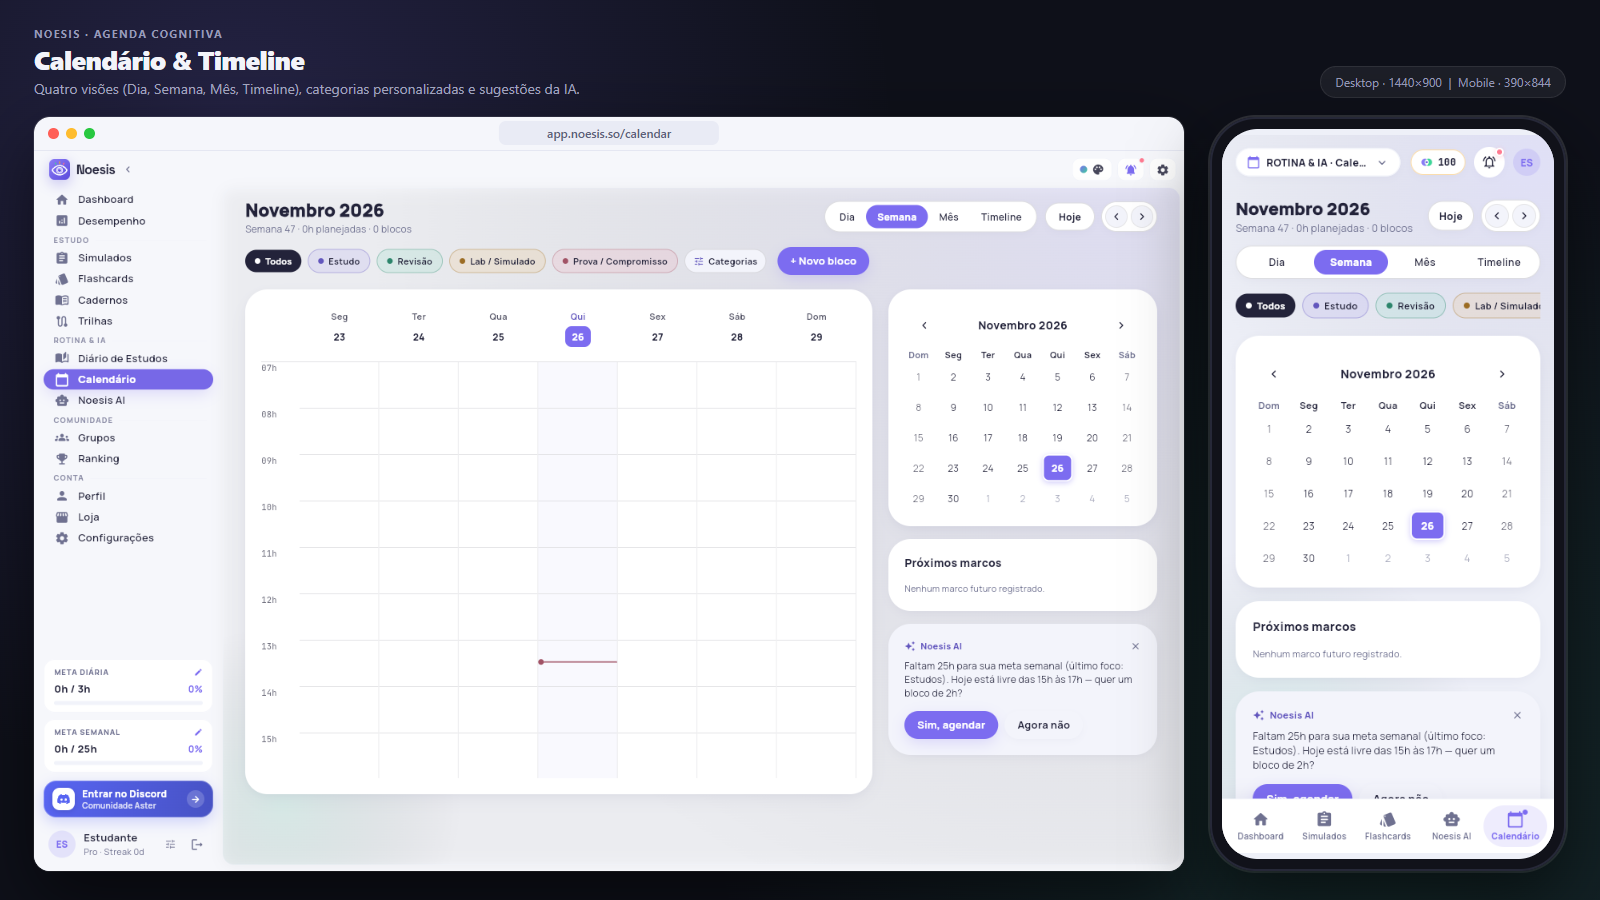 NOESIS · AGENDA COGNITIVA
Calendário & Timeline
Quatro visões (Dia, Semana, Mês, Timeline), categorias personalizadas e sugestões da IA.
Desktop · 1440×900 | Mobile · 390×844
app.noesis.so/calendar
Noesis
Dashboard
Desempenho
ESTUDO
Simulados
Flashcards
Cadernos
Trilhas
ROTINA & IA
Diário de Estudos
Calendário
Noesis AI
COMUNIDADE
Grupos
Ranking
CONTA
Perfil
Loja
Configurações
META DIÁRIA
0h / 3h 0%
META SEMANAL
0h / 25h 0%
Entrar no Discord
Comunidade Aster
ES
Estudante
Pro · Streak 0d
Novembro 2026
Semana 47 · 0h planejadas · 0 blocos
Dia Semana Mês Timeline Hoje
Todos Estudo Revisão Lab / Simulado Prova / Compromisso Categorias + Novo bloco
Seg Ter Qua Qui Sex Sáb Dom
23 24 25 26 27 28 29
07h
08h
09h
10h
11h
12h
13h
14h
15h
Novembro 2026
Dom Seg Ter Qua Qui Sex Sáb
1 2 3 4 5 6 7
8 9 10 11 12 13 14
15 16 17 18 19 20 21
22 23 24 25 26 27 28
29 30 1 2 3 4 5
Próximos marcos
Nenhum marco futuro registrado.
Noesis AI
Faltam 25h para sua meta semanal (último foco:
Estudos). Hoje está livre das 15h às 17h — quer um
bloco de 2h?
Sim, agendar Agora não
ROTINA & IA · Cale... 100 ES
Novembro 2026
Semana 47 · 0h planejadas · 0 blocos
Hoje
Dia Semana Mês Timeline
Todos Estudo Revisão Lab / Simulado
Novembro 2026
Dom Seg Ter Qua Qui Sex Sáb
1 2 3 4 5 6 7
8 9 10 11 12 13 14
15 16 17 18 19 20 21
22 23 24 25 26 27 28
29 30 1 2 3 4 5
Próximos marcos
Nenhum marco futuro registrado.
Noesis AI
Faltam 25h para sua meta semanal (último foco:
Estudos). Hoje está livre das 15h às 17h — quer um
bloco de 2h?
Sim, agendar Agora não
Dashboard Simulados Flashcards Noesis AI Calendário